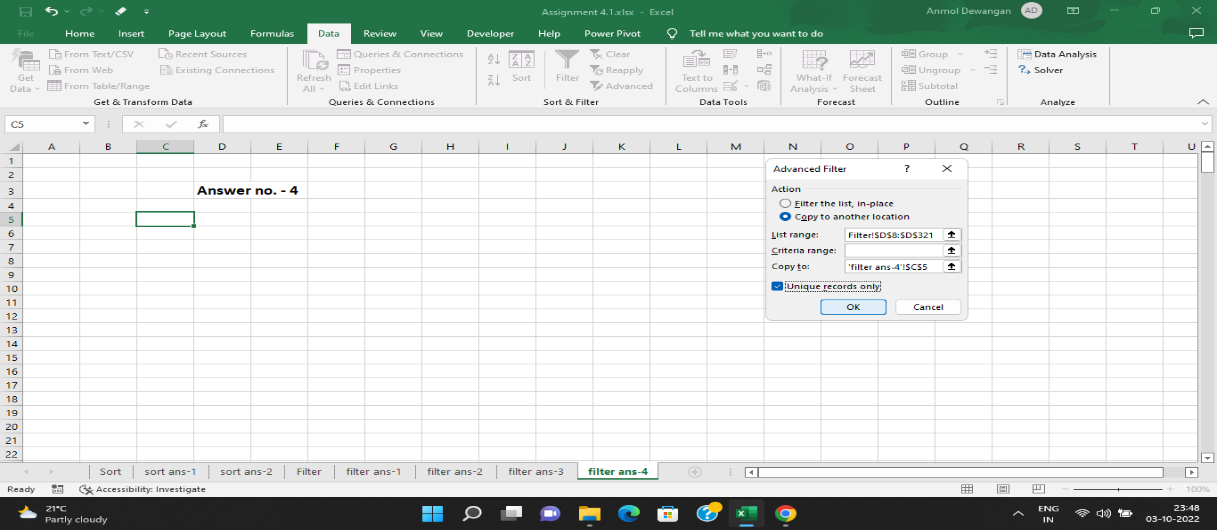 Assignment 4.1.xlsx - Excel
Anmol Dewangan AD
File Home Insert Page Layout Formulas Data Review View Developer Help Power Pivot Tell me what you want to do
From Text/CSV Recent Sources
From Web Existing Connections
From Table/Range
Get
Data
Get & Transform Data
Refresh
All
Queries & Connections
Properties
Edit Links
Queries & Connections
Sort
Filter
Clear
Reapply
Advanced
Sort & Filter
Text to
Columns
Data Tools
What-If
Analysis
Forecast
Sheet
Forecast
Group
Ungroup
Subtotal
Outline
Data Analysis
Solver
Analyze
C5 fx
A B C D E F G H I J K L M N O P Q R S T U
1
2
3 Answer no. - 4
4
5
6
7
8
9
10
11
12
13
14
15
16
17
18
19
20
21
22
Advanced Filter ?
Action
Filter the list, in-place
Copy to another location
List range: Filter!$D$8:$D$321
Criteria range:
Copy to: 'filter ans-4'!$C$5
Unique records only
OK Cancel
Sort sort ans-1 sort ans-2 Filter filter ans-1 filter ans-2 filter ans-3 filter ans-4
Ready Accessibility: Investigate 100%
21°C
Partly cloudy
ENG
IN
23:48
03-10-2022